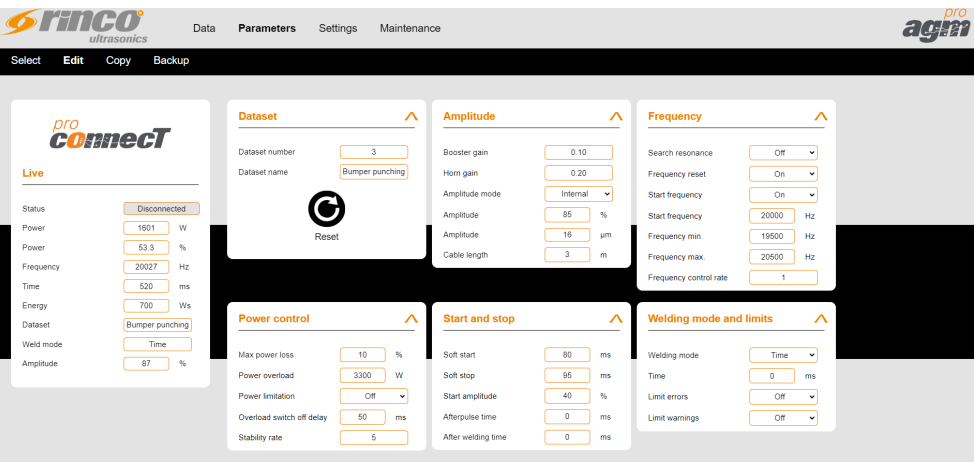 rinco
ultrasonics
Data Parameters Settings Maintenance
pro
agm
Select Edit Copy Backup
pro
connecT
Live
Status Disconnected
Power 1601 W
Power 53.3 %
Frequency 20027 Hz
Time 520 ms
Energy 700 Ws
Dataset Bumper punching
Weld mode Time
Amplitude 87 %
Dataset
Dataset number 3
Dataset name Bumper punching
Reset
Amplitude
Booster gain 0.10
Horn gain 0.20
Amplitude mode Internal
Amplitude 85 %
Amplitude 16 µm
Cable length 3 m
Frequency
Search resonance Off
Frequency reset On
Start frequency On
Start frequency 20000 Hz
Frequency min. 19500 Hz
Frequency max. 20500 Hz
Frequency control rate 1
Power control
Max power loss 10 %
Power overload 3300 W
Power limitation Off
Overload switch off delay 50 ms
Stability rate 5
Start and stop
Soft start 80 ms
Soft stop 95 ms
Start amplitude 40 %
Afterpulse time 0 ms
After welding time 0 ms
Welding mode and limits
Welding mode Time
Time 0 ms
Limit errors Off
Limit warnings Off